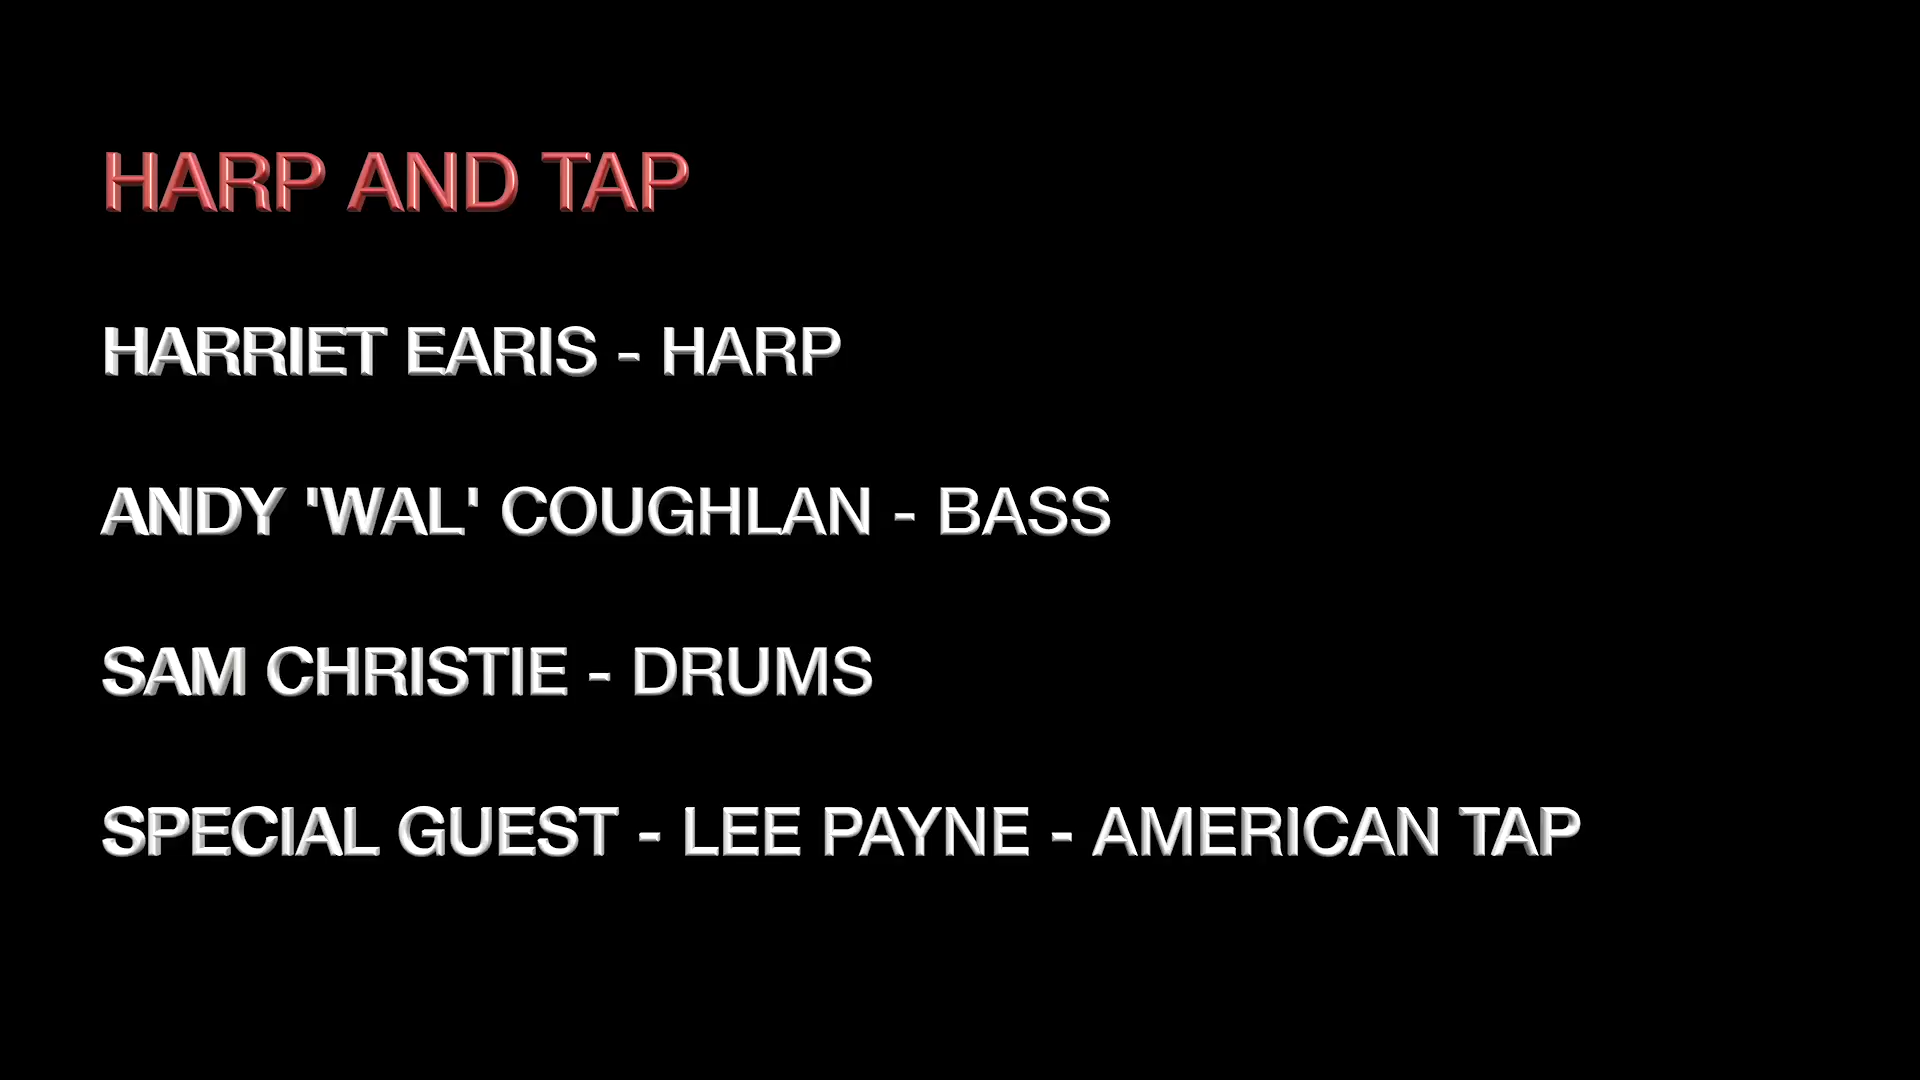 HARP AND TAP
HARRIET EARIS - HARP
ANDY 'WAL' COUGHLAN - BASS
SAM CHRISTIE - DRUMS
SPECIAL GUEST - LEE PAYNE - AMERICAN TAP